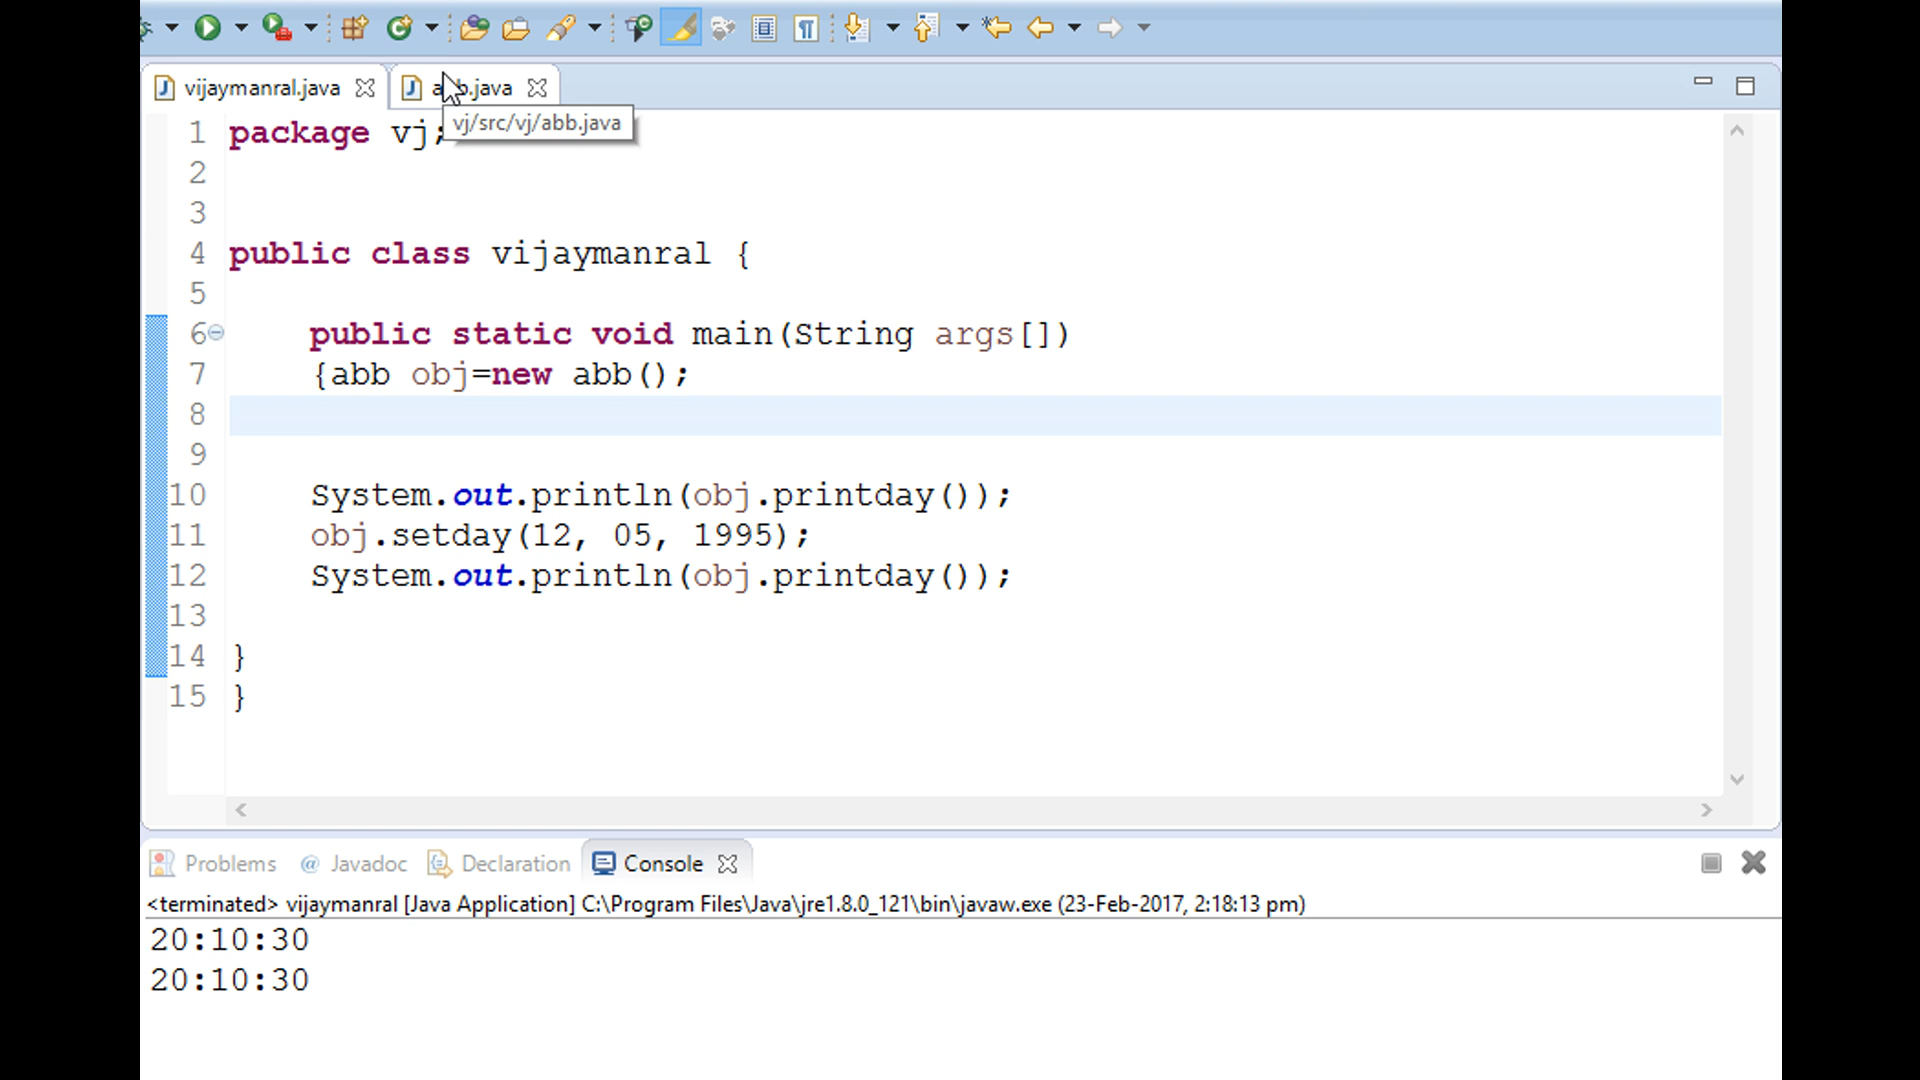 vijaymanral.java
abb.java
vj/src/vj/abb.java
1 package vj;
2
3
4 public class vijaymanral {
5
6 public static void main(String args[])
7 {abb obj=new abb();
8
9
10 System.out.println(obj.printday());
11 obj.setday(12, 05, 1995);
12 System.out.println(obj.printday());
13
14 }
15 }
Problems @ Javadoc Declaration Console
<terminated> vijaymanral [Java Application] C:\Program Files\Java\jre1.8.0_121\bin\javaw.exe (23-Feb-2017, 2:18:13 pm)
20:10:30
20:10:30